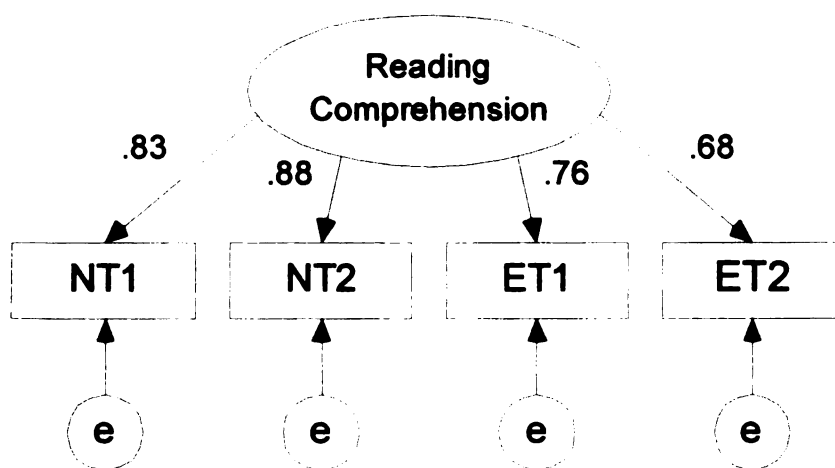 Reading
Comprehension
.83
.88
.76
.68
NT1
NT2
ET1
ET2
e
e
e
e